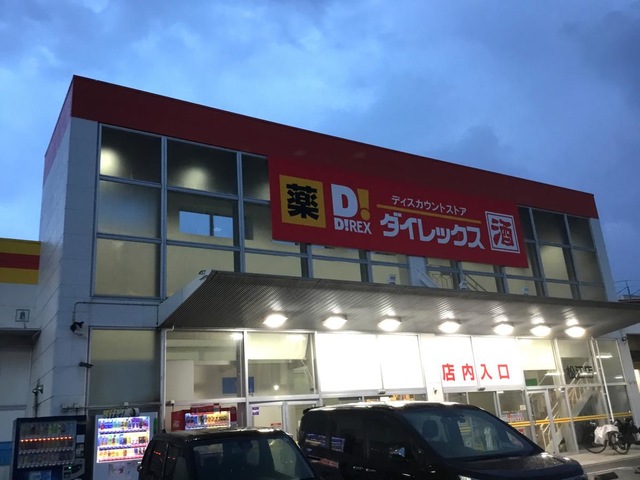 薬
D!
D!REX
ディスカウントストア
ダイレックス
酒
店内入口